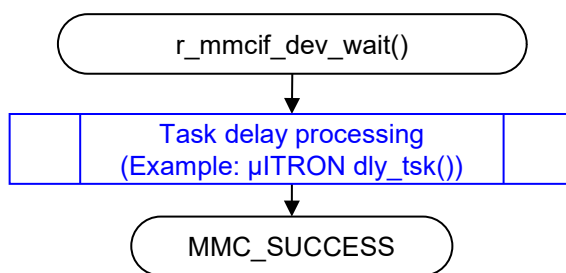 r_mmcif_dev_wait()
Task delay processing
(Example: μITRON dly_tsk())
MMC_SUCCESS